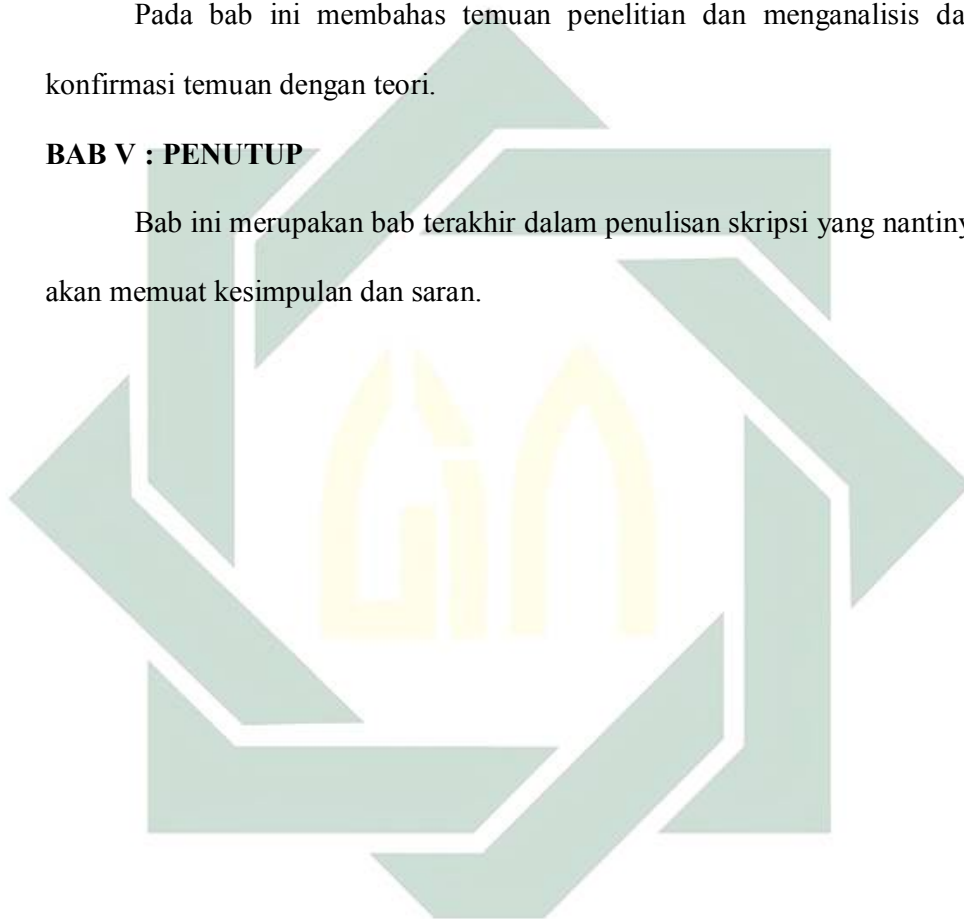 Pada bab ini membahas temuan penelitian dan menganalisis da
konfirmasi temuan dengan teori.
BAB V : PENUTUP
Bab ini merupakan bab terakhir dalam penulisan skripsi yang nantiny
akan memuat kesimpulan dan saran.